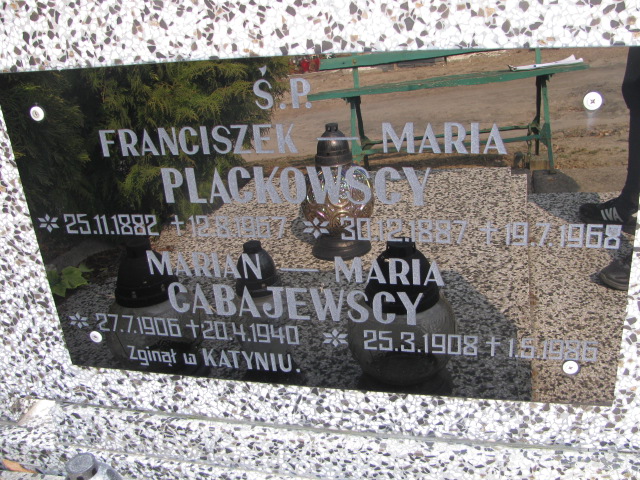 Ś.P.
FRANCISZEK — MARIA
PLACKOWSCY
25.11.1882 + 12.8.1967 30.12.1887 + 19.7.1968
MARIAN — MARIA
CABAJEWSCY
27.7.1906 + 20.4.1940 25.3.1908 + 1.5.1986
Zginął w KATYNIU.